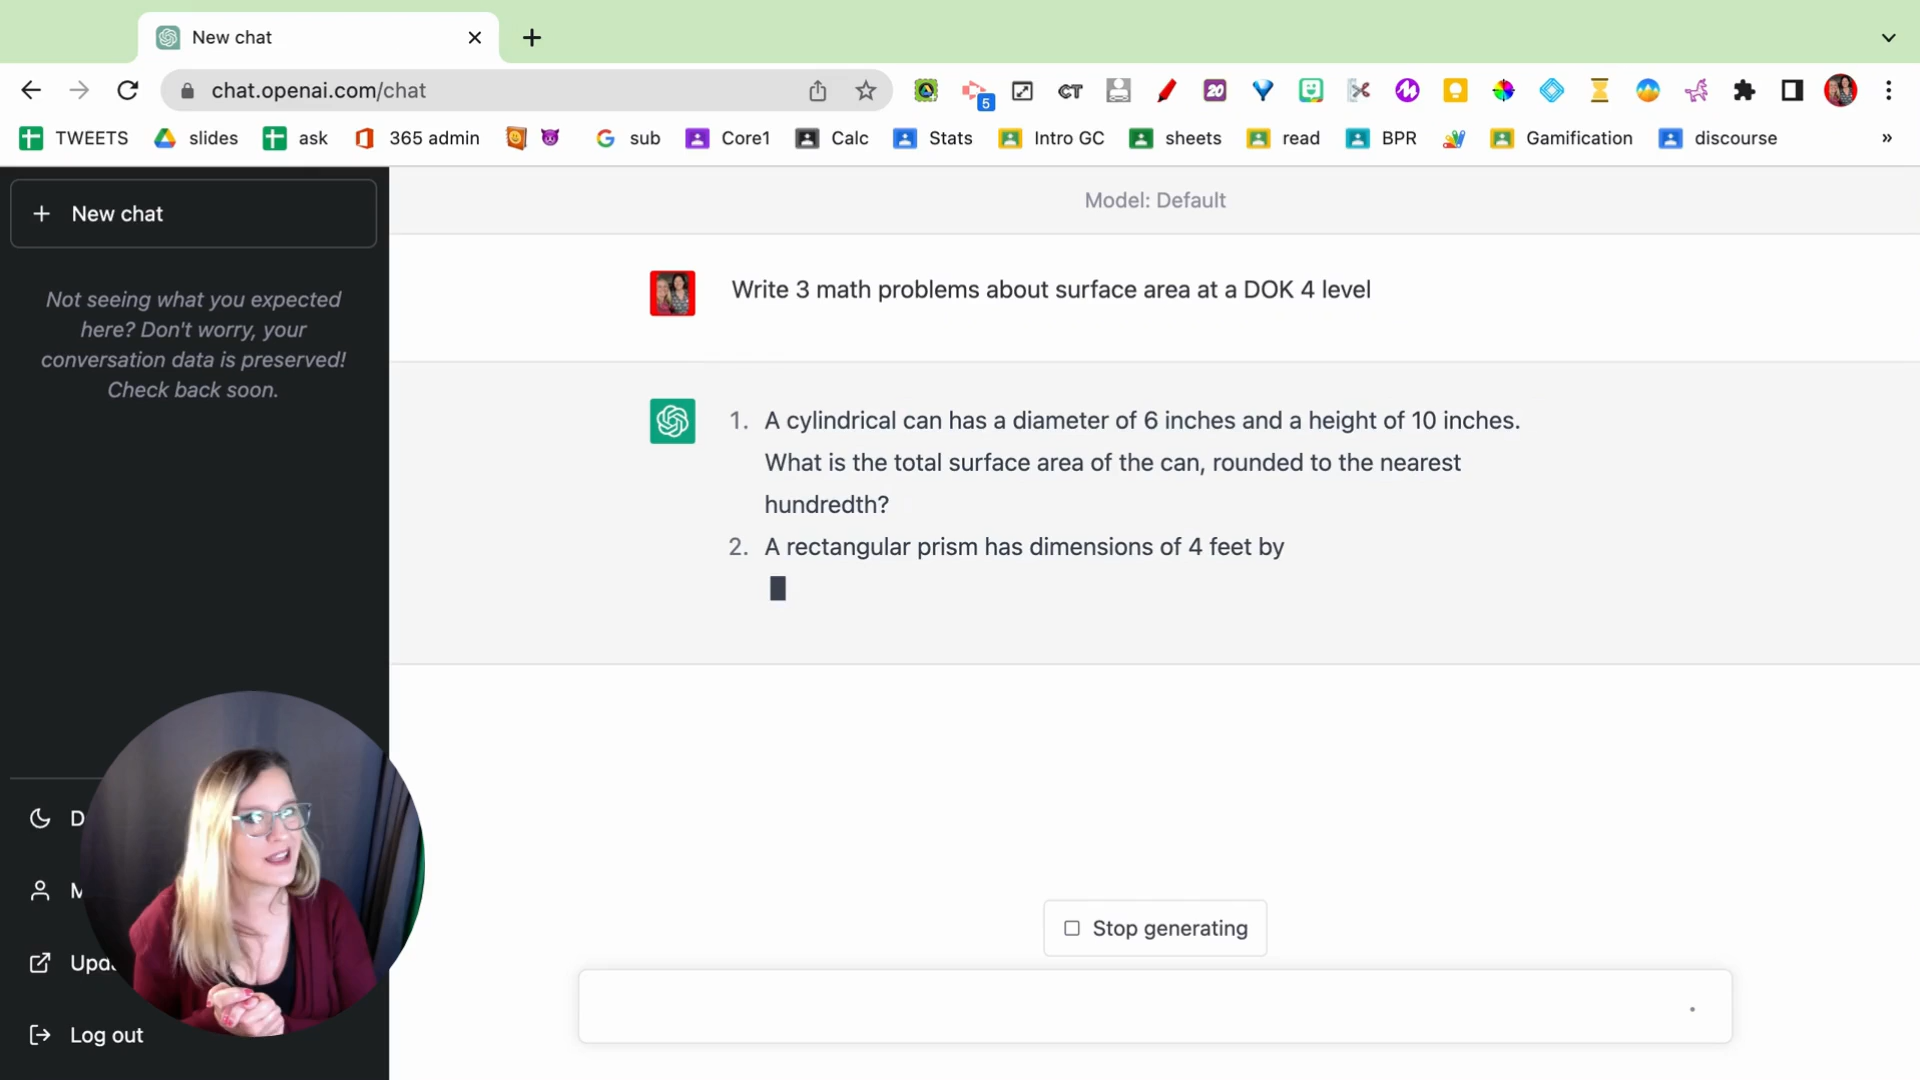 New chat
chat.openai.com/chat
5
CT
20
TWEETS
slides
ask
365 admin
sub
Core1
Calc
Stats
Intro GC
sheets
read
BPR
Gamification
discourse
»
New chat
Not seeing what you expected
here? Don't worry, your
conversation data is preserved!
Check back soon.
D
M
Upda
Log out
Model: Default
Write 3 math problems about surface area at a DOK 4 level
1. A cylindrical can has a diameter of 6 inches and a height of 10 inches.
What is the total surface area of the can, rounded to the nearest
hundredth?
2. A rectangular prism has dimensions of 4 feet by
Stop generating